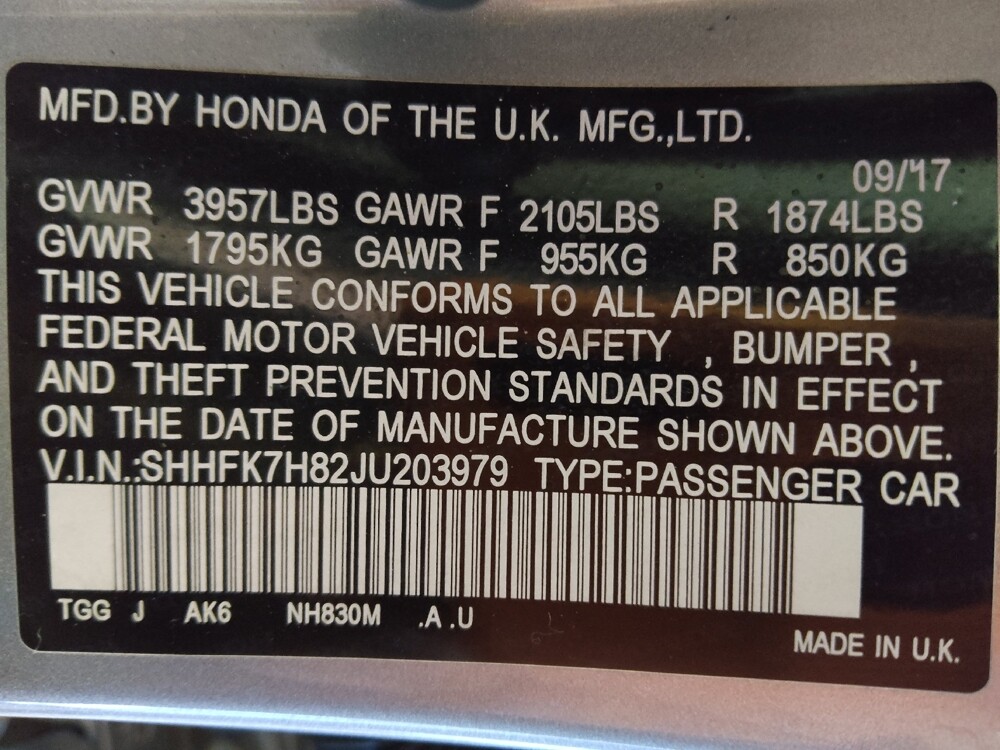 MFD.BY HONDA OF THE U.K. MFG.,LTD.
09/17
GVWR 3957LBS GAWR F 2105LBS R 1874LBS
GVWR 1795KG GAWR F 955KG R 850KG
THIS VEHICLE CONFORMS TO ALL APPLICABLE
FEDERAL MOTOR VEHICLE SAFETY , BUMPER ,
AND THEFT PREVENTION STANDARDS IN EFFECT
ON THE DATE OF MANUFACTURE SHOWN ABOVE.
V.I.N.:SHHFK7H82JU203979 TYPE:PASSENGER CAR
TGG J AK6 NH830M .A .U
MADE IN U.K.